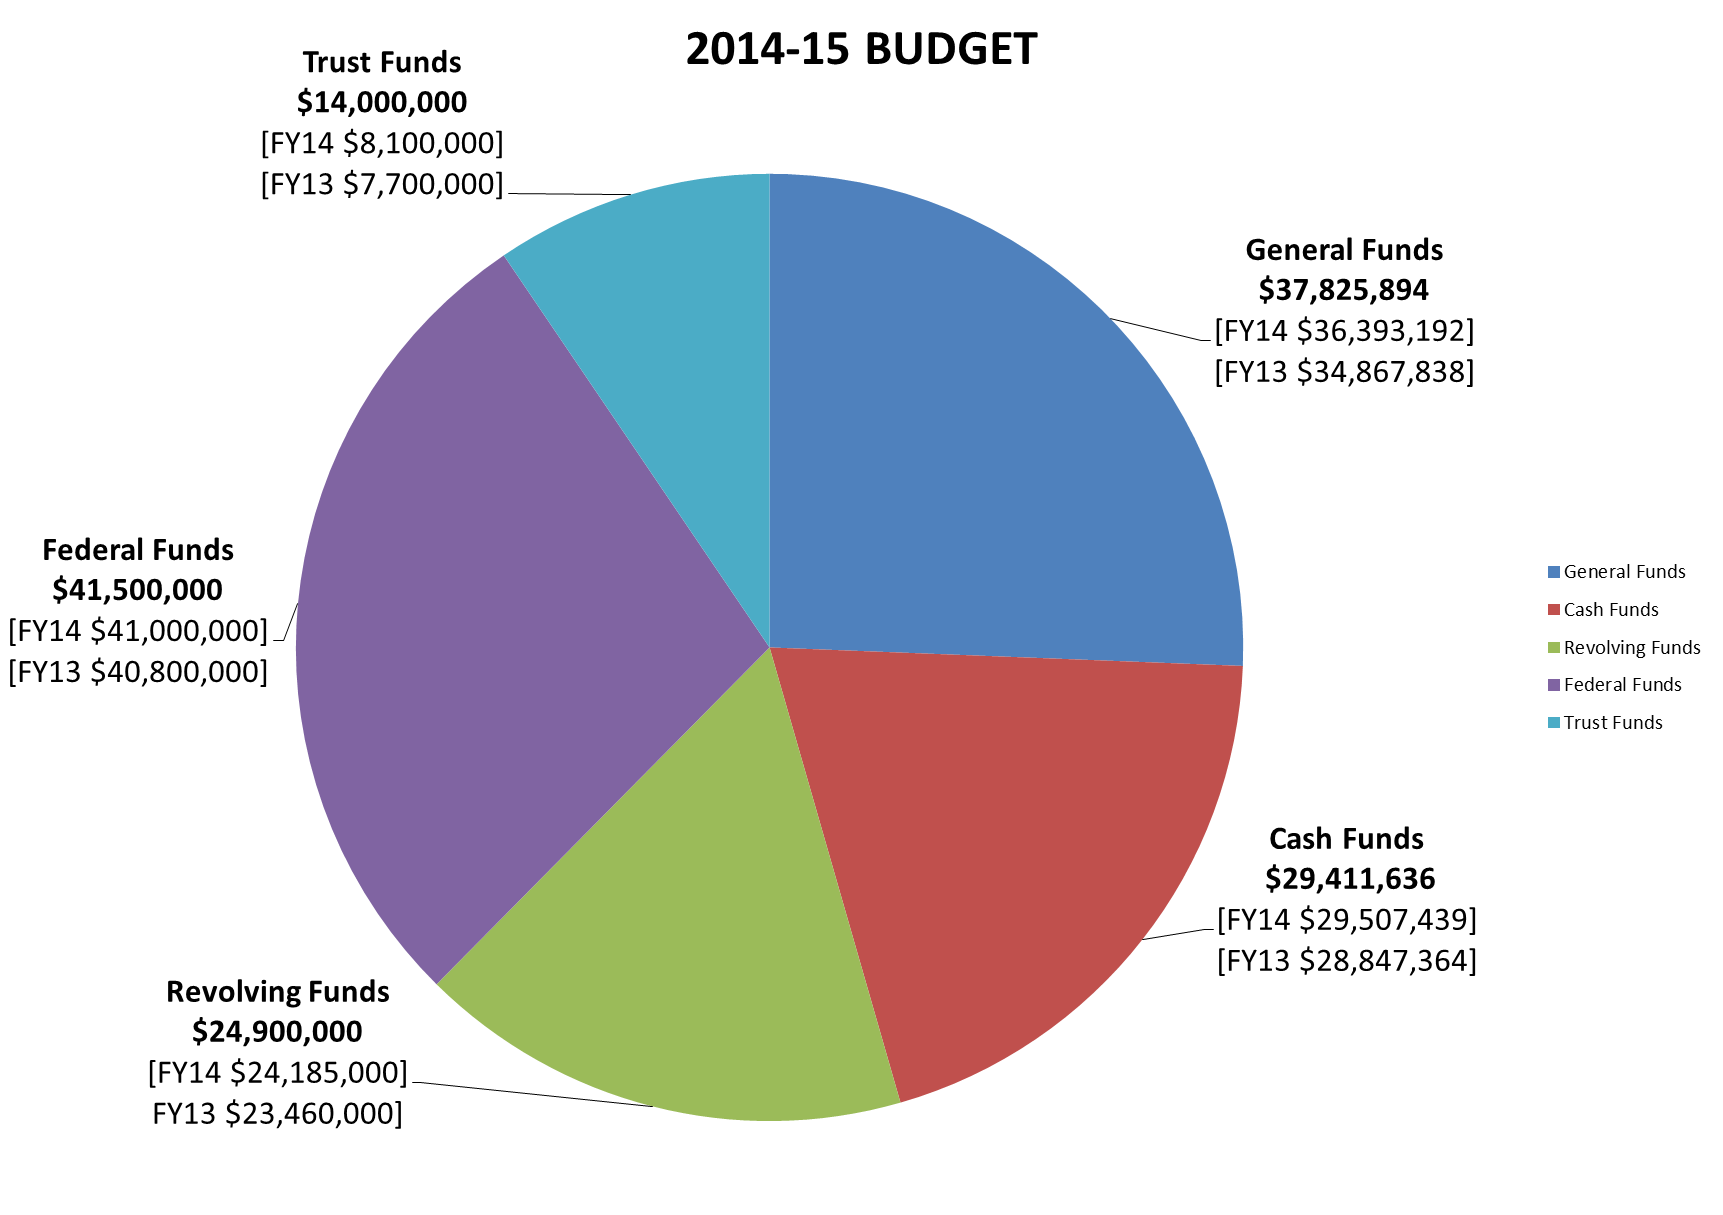 2014-15 BUDGET
Trust Funds
$14,000,000
[FY14 $8,100,000]
[FY13 $7,700,000]
General Funds
$37,825,894
[FY14 $36,393,192]
[FY13 $34,867,838]
Federal Funds
$41,500,000
[FY14 $41,000,000]
[FY13 $40,800,000]
General Funds
Cash Funds
Revolving Funds
Federal Funds
Trust Funds
Cash Funds
$29,411,636
[FY14 $29,507,439]
[FY13 $28,847,364]
Revolving Funds
$24,900,000
[FY14 $24,185,000]
FY13 $23,460,000]